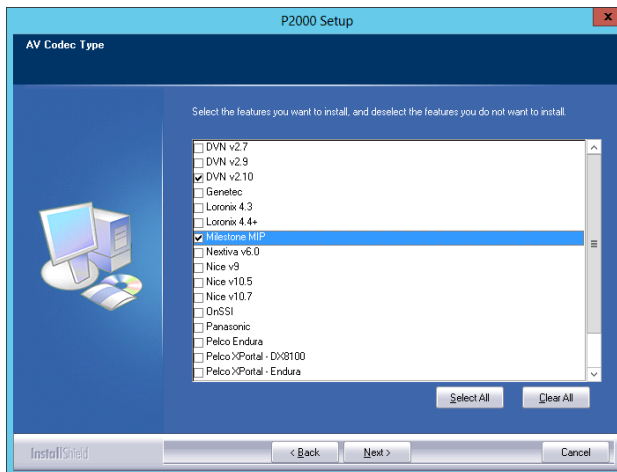 P2000 Setup
x
AV Codec Type
Select the features you want to install, and deselect the features you do not want to install.
DVN v2.7
DVN v2.9
DVN v2.10
Genetec
Loronix 4.3
Loronix 4.4+
Milestone MIP
Nextiva v6.0
Nice v9
Nice v10.5
Nice v10.7
OnSSI
Panasonic
Pelco Endura
Pelco XPortal - DX8100
Pelco XPortal - Endura
Select All Clear All
InstallShield < Back Next > Cancel